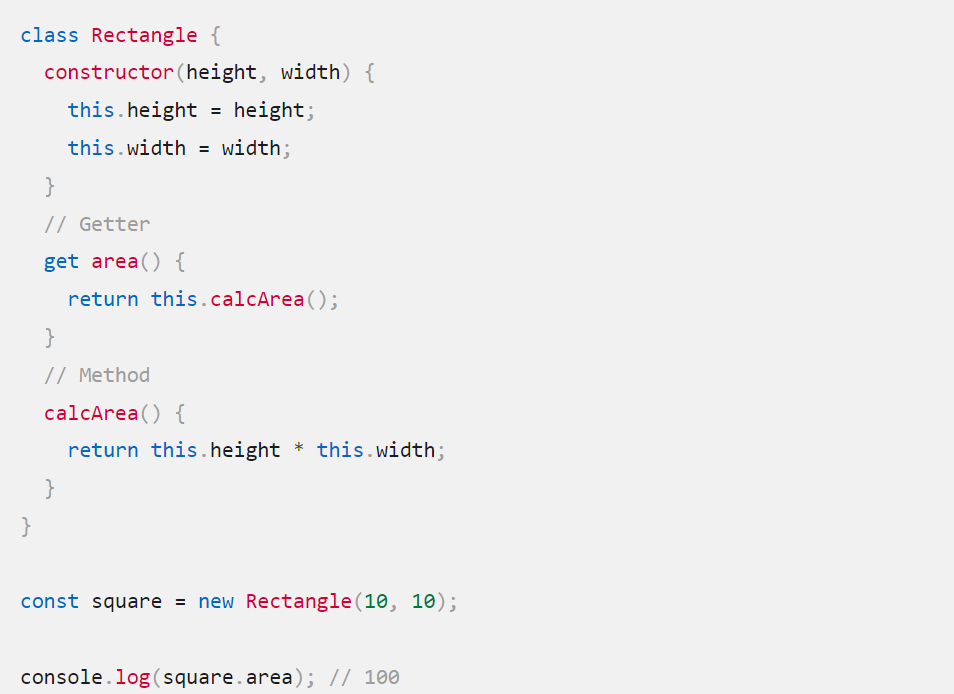 class Rectangle {
  constructor(height, width) {
    this.height = height;
    this.width = width;
  }
  // Getter
  get area() {
    return this.calcArea();
  }
  // Method
  calcArea() {
    return this.height * this.width;
  }
}

const square = new Rectangle(10, 10);

console.log(square.area); // 100